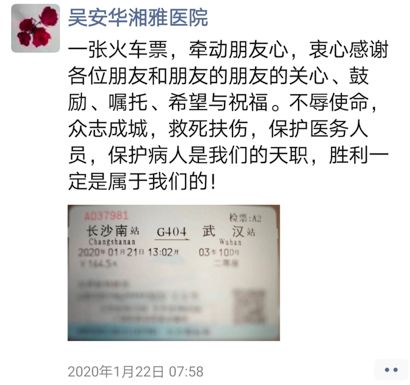 吴安华湘雅医院
一张火车票，牵动朋友心，衷心感谢
各位朋友和朋友的朋友的关心、鼓
励、嘱托、希望与祝福。不辱使命，
众志成城，救死扶伤，保护医务人
员，保护病人是我们的天职，胜利一
定是属于我们的！
A037981 检票:A2
长沙南站 G404 武汉站
Changshanan Wuhan
2020年01月21日 13:02开 03车10D号
￥164.5元 二等座
2020年1月22日 07:58